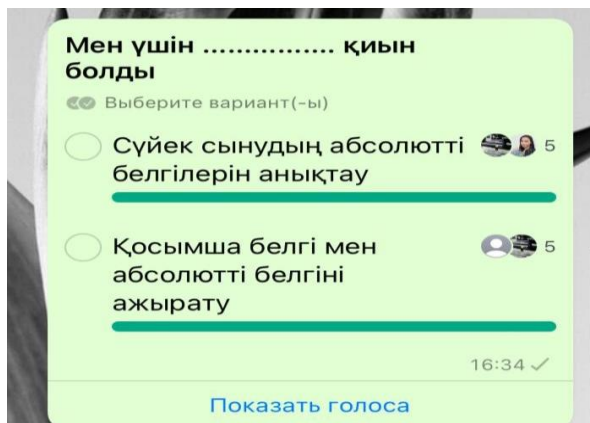 Мен үшін ................ қиын
болды
Выберите вариант(-ы)
Сүйек сынудың абсолютті 5
белгілерін анықтау
Қосымша белгі мен 5
абсолютті белгіні
ажырату
16:34
Показать голоса